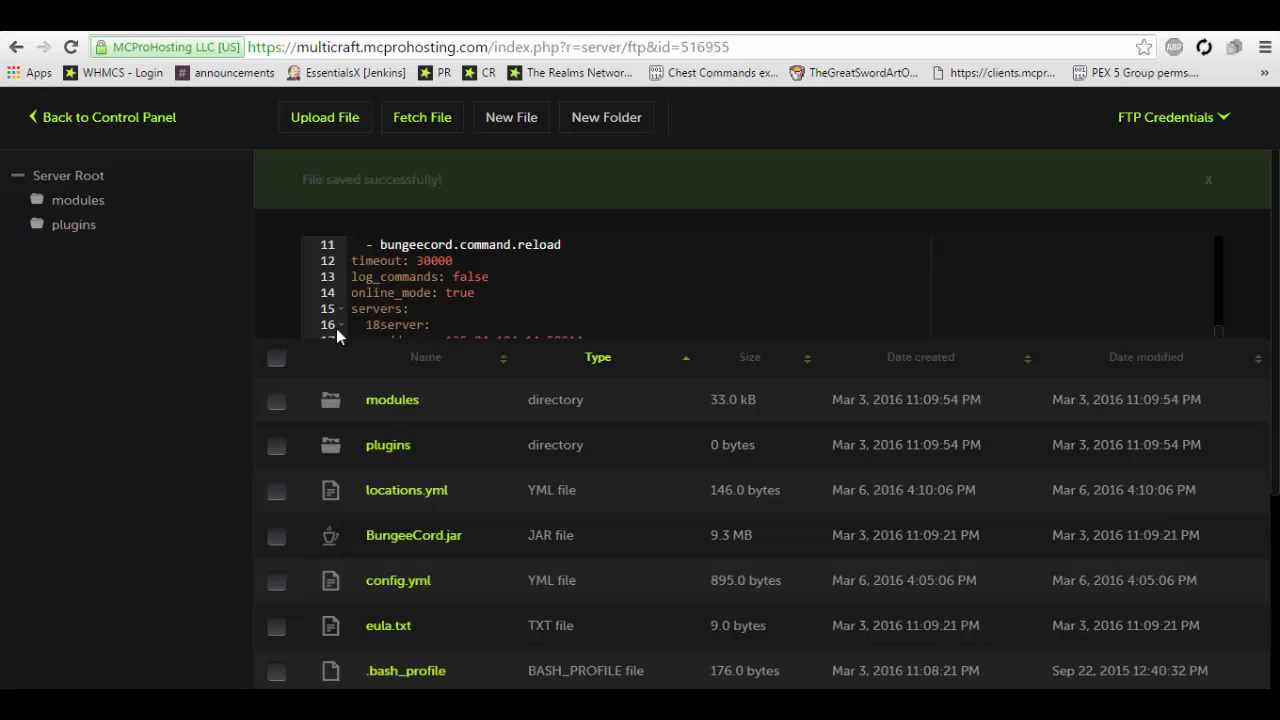 MCProHosting LLC [US] https://multicraft.mcprohosting.com/index.php?r=server/ftp&id=516955
Apps WHMCS - Login announcements EssentialsX [Jenkins] PR CR The Realms Networ... Chest Commands ex... TheGreatSwordArtO... https://clients.mcpr... PEX 5 Group perms.... »
Back to Control Panel Upload File Fetch File New File New Folder FTP Credentials
Server Root
modules
plugins
File saved successfully! X
11 - bungeecord.command.reload
12 timeout: 30000
13 log_commands: false
14 online_mode: true
15 servers:
16 18server:
Name Type Size Date created Date modified
modules directory 33.0 kB Mar 3, 2016 11:09:54 PM Mar 3, 2016 11:09:54 PM
plugins directory 0 bytes Mar 3, 2016 11:09:54 PM Mar 3, 2016 11:09:54 PM
locations.yml YML file 146.0 bytes Mar 6, 2016 4:10:06 PM Mar 6, 2016 4:10:06 PM
BungeeCord.jar JAR file 9.3 MB Mar 3, 2016 11:09:21 PM Mar 3, 2016 11:09:21 PM
config.yml YML file 895.0 bytes Mar 6, 2016 4:05:06 PM Mar 6, 2016 4:05:06 PM
eula.txt TXT file 9.0 bytes Mar 3, 2016 11:09:21 PM Mar 3, 2016 11:09:21 PM
.bash_profile BASH_PROFILE file 176.0 bytes Mar 3, 2016 11:08:21 PM Sep 22, 2015 12:40:32 PM